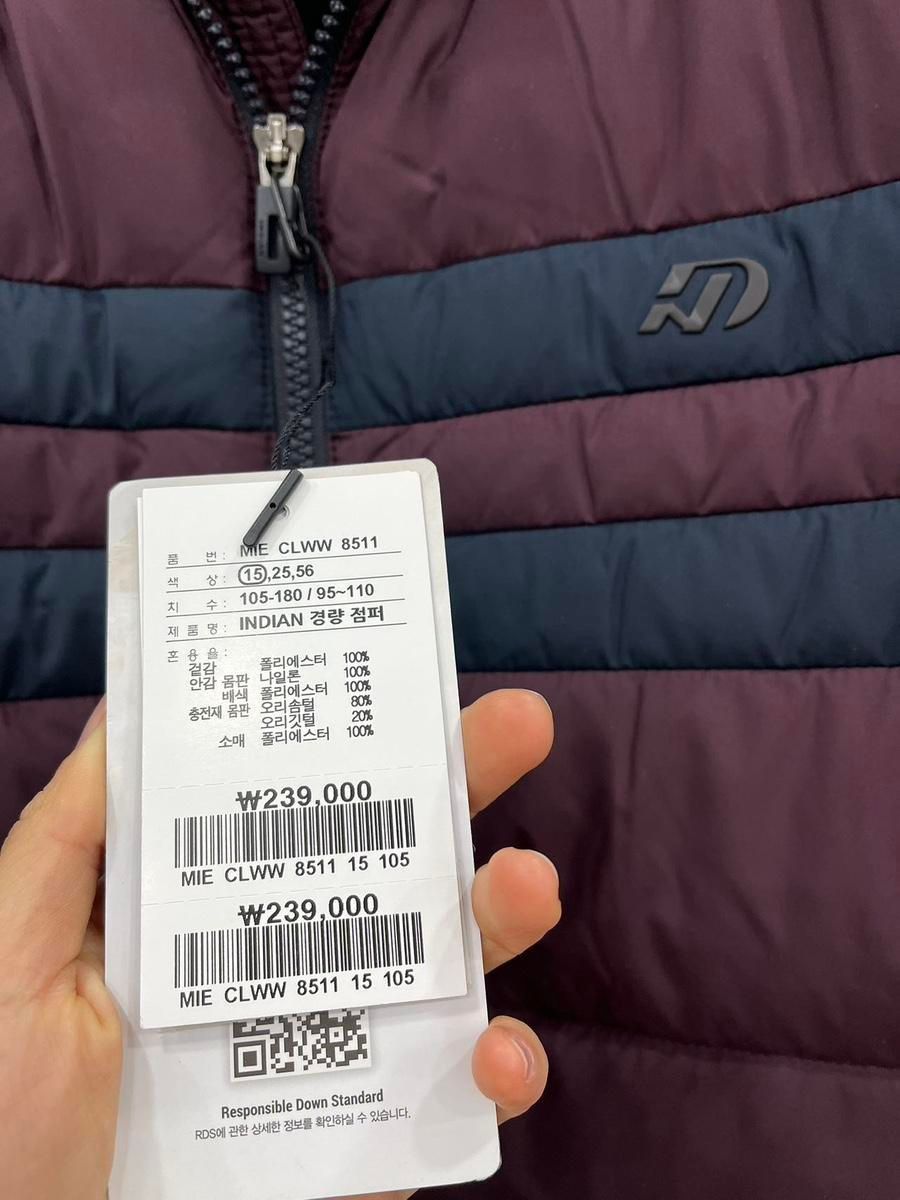 품 번 : MIE CLWW 8511
색 상 : 15,25,56
치 수 : 105-180 / 95~110
제 품 명 : INDIAN 경량 점퍼
혼 용 율 :
겉감 폴리에스터 100%
안감 몸판 나일론 100%
배색 폴리에스터 100%
충전재 몸판 오리솜털 80%
오리깃털 20%
소매 폴리에스터 100%
₩239,000
MIE CLWW 8511 15 105
₩239,000
MIE CLWW 8511 15 105
Responsible Down Standard
RDS에 관한 상세한 정보를 확인하실 수 있습니다.